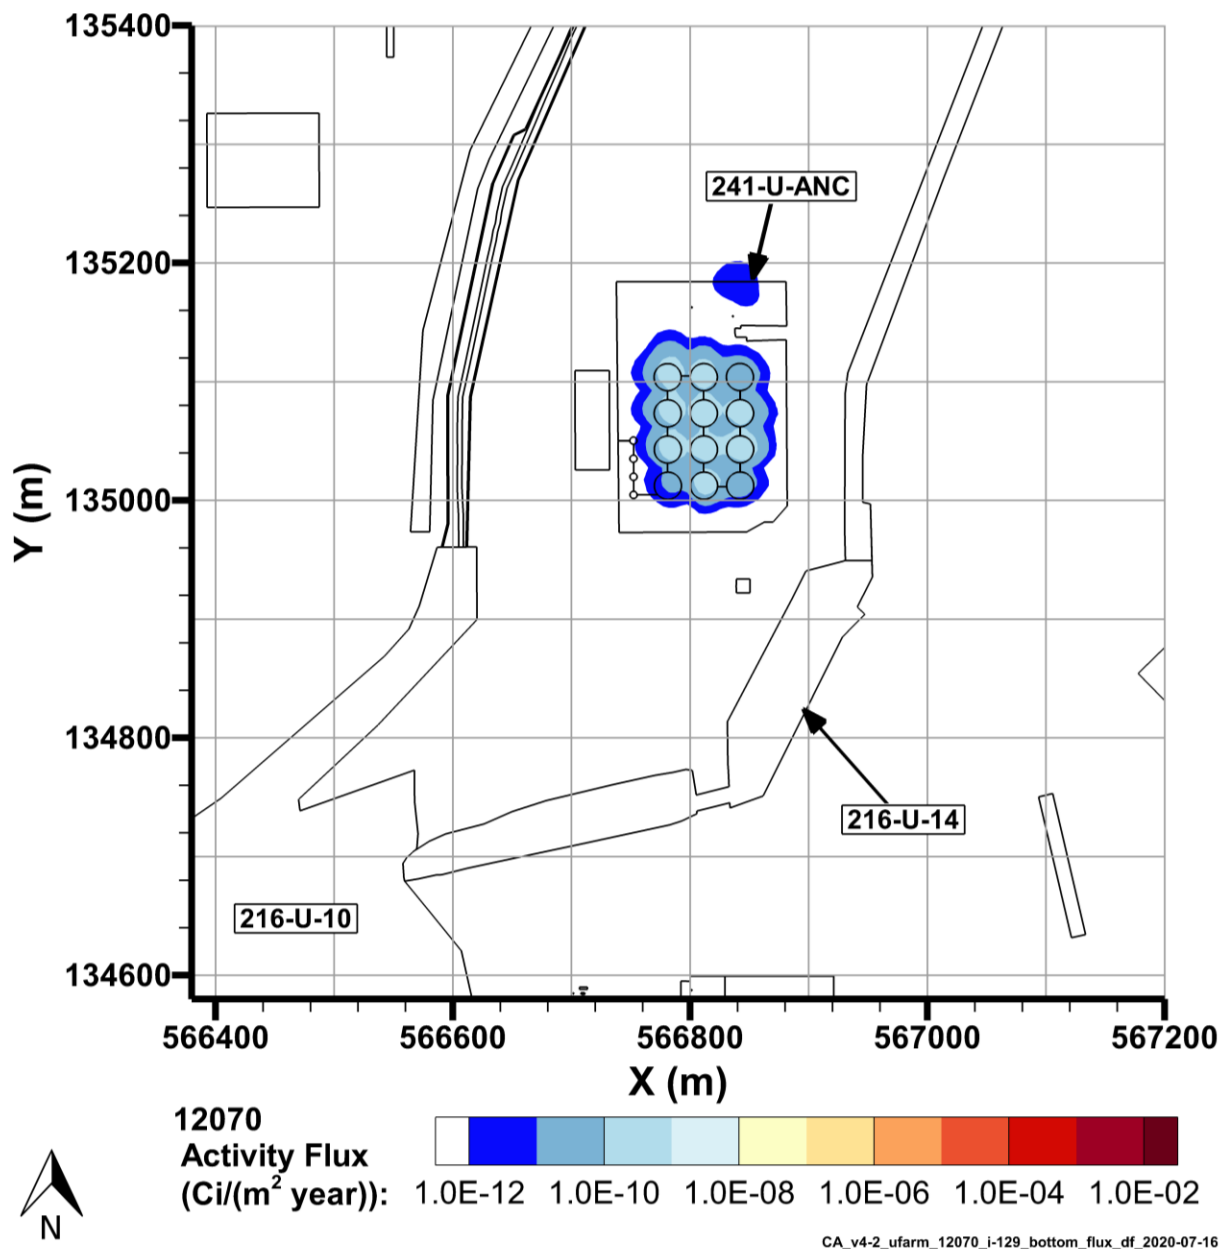 135400
241-U-ANC
135200
135000
Y (m)
134800
216-U-14
216-U-10
134600
566400 566600 566800 567000 567200
X (m)
12070
Activity Flux
(Ci/(m² year)):
1.0E-12 1.0E-10 1.0E-08 1.0E-06 1.0E-04 1.0E-02
N
CA_v4-2_ufarm_12070_i-129_bottom_flux_df_2020-07-16